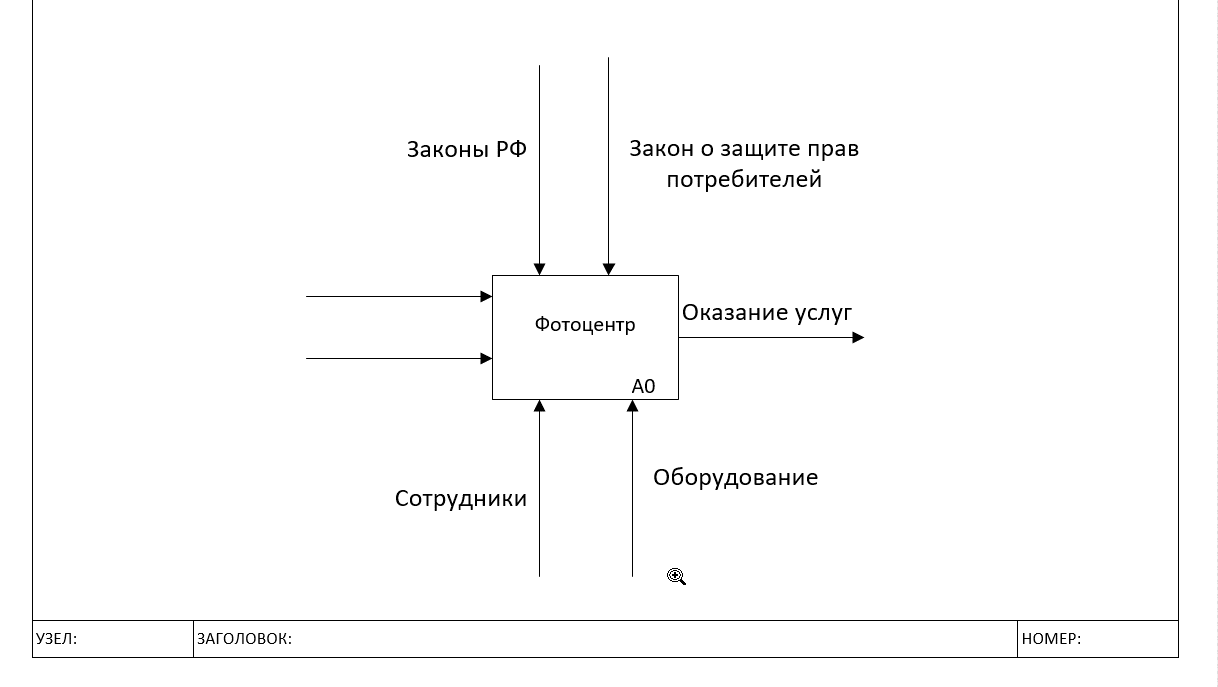 Законы РФ
Закон о защите прав
потребителей
Фотоцентр
Оказание услуг
А0
Сотрудники
Оборудование
УЗЕЛ:
ЗАГОЛОВОК:
НОМЕР: